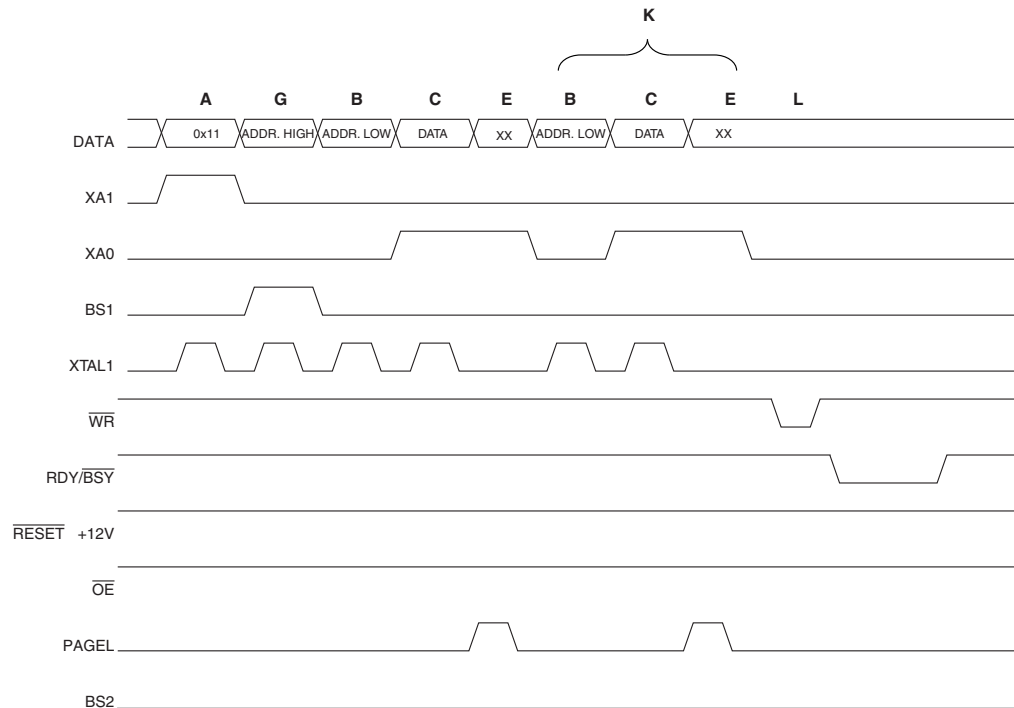 K
A G B C E B C E L
DATA 0x11 ADDR. HIGH ADDR. LOW DATA XX ADDR. LOW DATA XX
XA1
XA0
BS1
XTAL1
WR
RDY/BSY
RESET +12V
OE
PAGEL
BS2